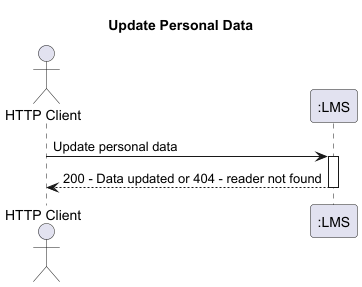 Update Personal Data
HTTP Client
:LMS
Update personal data
200 - Data updated or 404 - reader not found
HTTP Client
:LMS